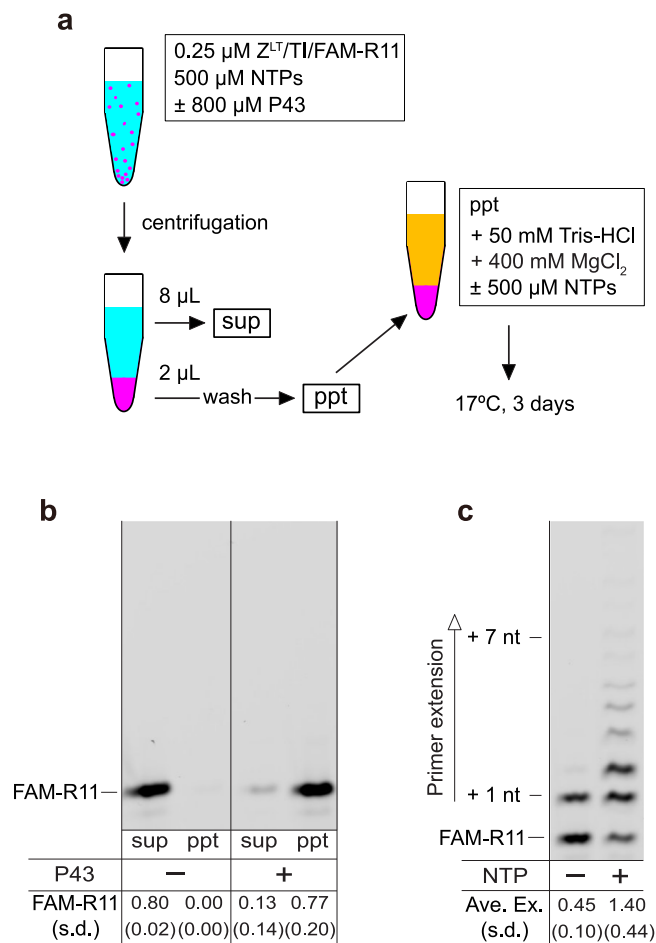 a
0.25 µM Zᴸᵀ/TI/FAM-R11
500 µM NTPs
± 800 µM P43
centrifugation
8 µL
sup
2 µL
wash
ppt
ppt
+ 50 mM Tris-HCl
+ 400 mM MgCl₂
± 500 µM NTPs
17ºC, 3 days
b
FAM-R11
sup ppt sup ppt
P43 − +
FAM-R11 0.80 0.00 0.13 0.77
(s.d.) (0.02) (0.00) (0.14) (0.20)
c
Primer extension
+ 7 nt
+ 1 nt
FAM-R11
NTP − +
Ave. Ex. 0.45 1.40
(s.d.) (0.10) (0.44)